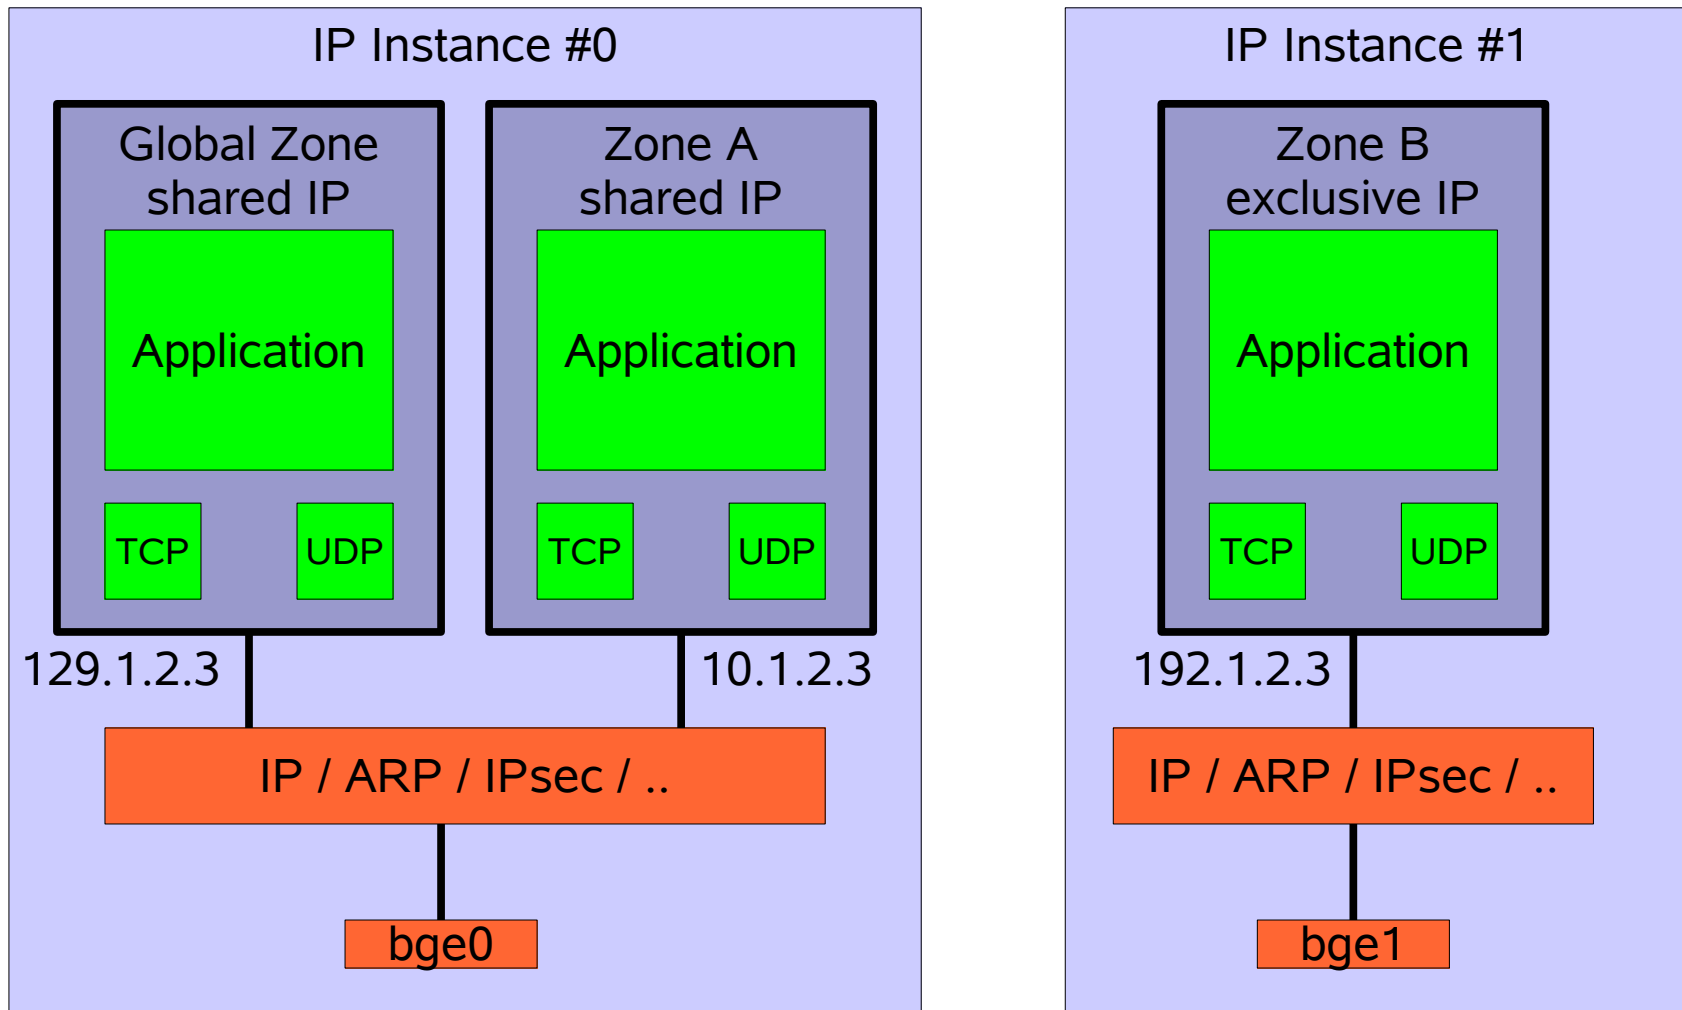 IP Instance #0
Global Zone
shared IP
Application
TCP
UDP
129.1.2.3
Zone A
shared IP
Application
TCP
UDP
10.1.2.3
IP / ARP / IPsec / ..
bge0
IP Instance #1
Zone B
exclusive IP
Application
TCP
UDP
192.1.2.3
IP / ARP / IPsec / ..
bge1